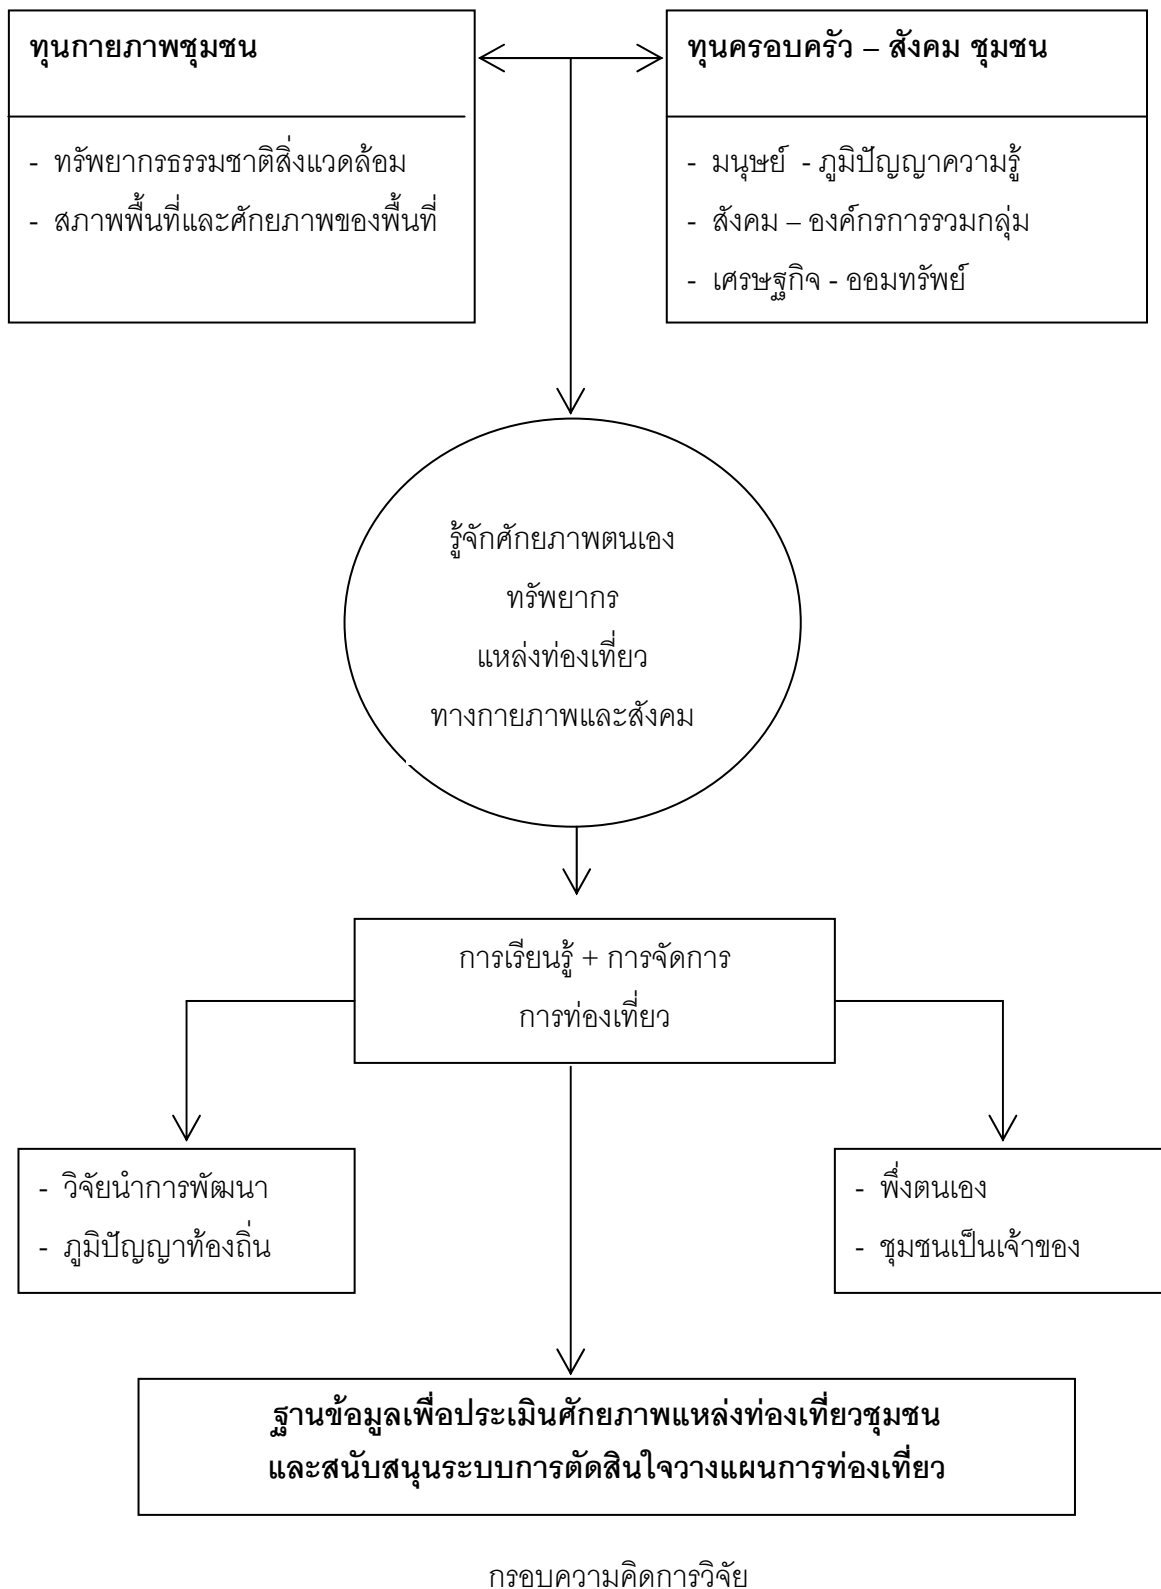 ทุนกายภาพชุมชน
- ทรัพยากรธรรมชาติสิ่งแวดล้อม
- สภาพพื้นที่และศักยภาพของพื้นที่
ทุนครอบครัว – สังคม ชุมชน
- มนุษย์ - ภูมิปัญญาความรู้
- สังคม – องค์กรการรวมกลุ่ม
- เศรษฐกิจ - ออมทรัพย์
รู้จักศักยภาพตนเอง
ทรัพยากร
แหล่งท่องเที่ยว
ทางกายภาพและสังคม
การเรียนรู้ + การจัดการ
การท่องเที่ยว
- วิจัยนำการพัฒนา
- ภูมิปัญญาท้องถิ่น
- พึ่งตนเอง
- ชุมชนเป็นเจ้าของ
ฐานข้อมูลเพื่อประเมินศักยภาพแหล่งท่องเที่ยวชุมชน
และสนับสนุนระบบการตัดสินใจวางแผนการท่องเที่ยว
กรอบความคิดการวิจัย